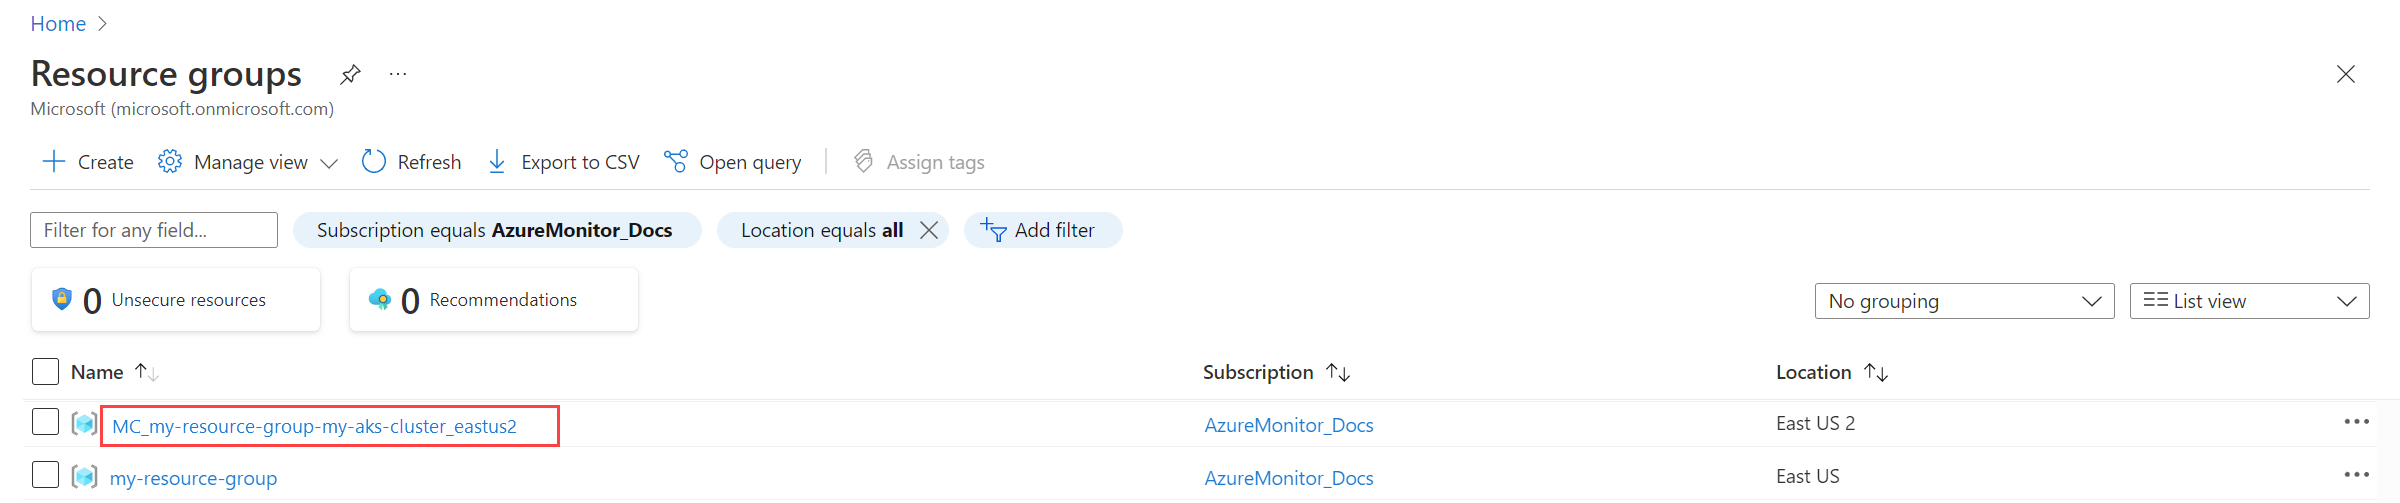 Home
Resource groups
Microsoft (microsoft.onmicrosoft.com)
Create Manage view Refresh Export to CSV Open query Assign tags
Filter for any field... Subscription equals AzureMonitor_Docs Location equals all Add filter
0 Unsecure resources 0 Recommendations No grouping List view
Name Subscription Location
MC_my-resource-group-my-aks-cluster_eastus2 AzureMonitor_Docs East US 2
my-resource-group AzureMonitor_Docs East US